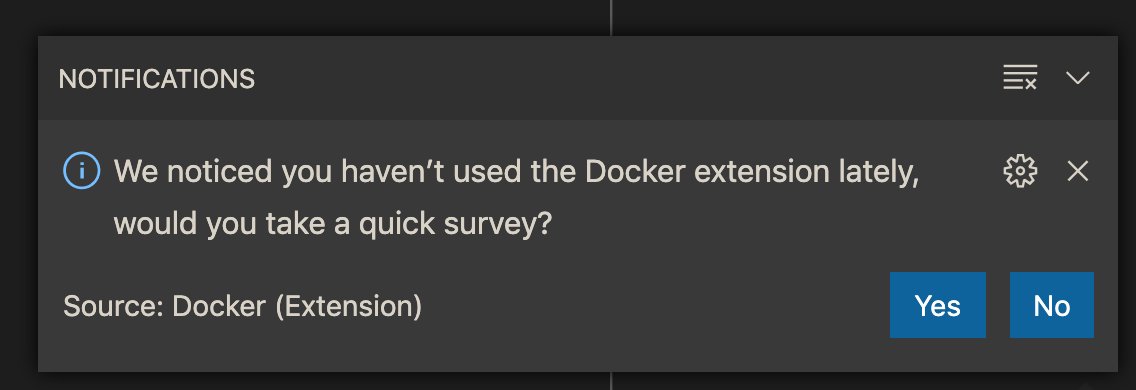 NOTIFICATIONS
We noticed you haven’t used the Docker extension lately,
would you take a quick survey?
Source: Docker (Extension)
Yes
No